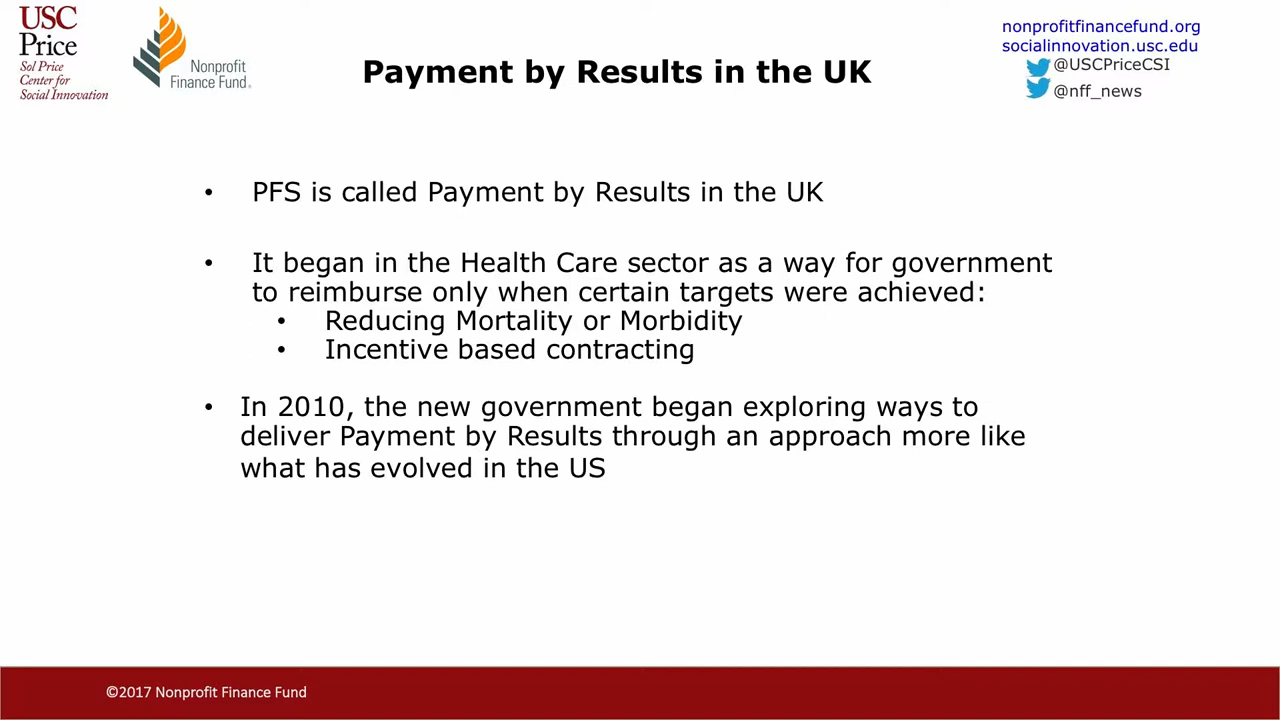 USC
Price
Sol Price
Center for
Social Innovation
Nonprofit
Finance Fund®
Payment by Results in the UK
nonprofitfinancefund.org
socialinnovation.usc.edu
@USCPriceCSI
@nff_news
• PFS is called Payment by Results in the UK
• It began in the Health Care sector as a way for government
to reimburse only when certain targets were achieved:
• Reducing Mortality or Morbidity
• Incentive based contracting
• In 2010, the new government began exploring ways to
deliver Payment by Results through an approach more like
what has evolved in the US
©2017 Nonprofit Finance Fund